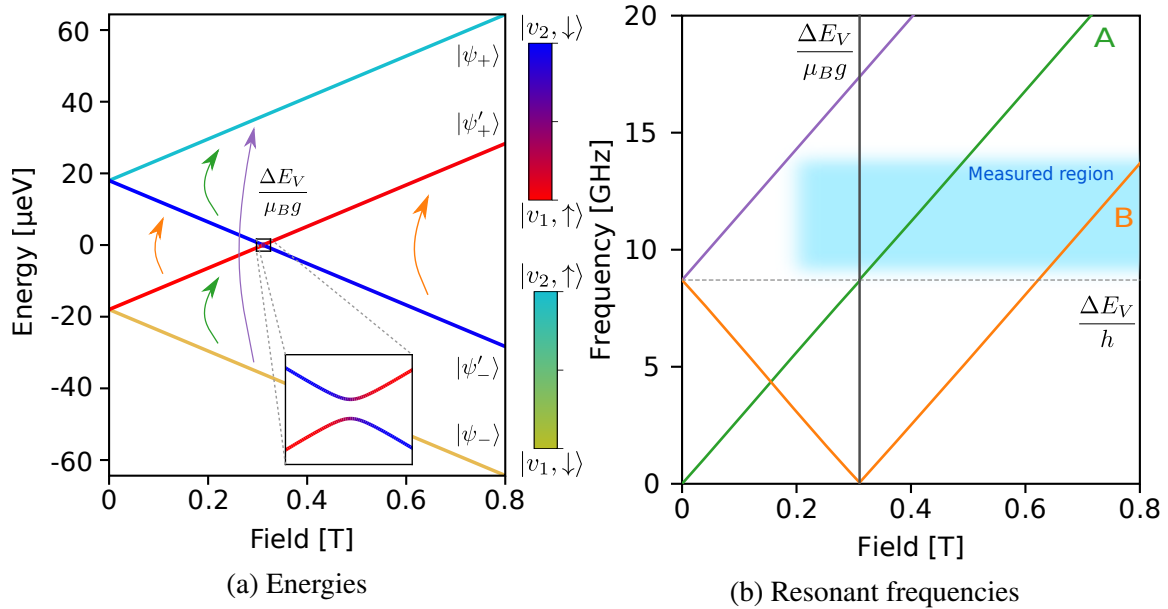 60
40
20
0
-20
-40
-60
Energy [µeV]
0
0.2
0.4
0.6
0.8
Field [T]
|ψ₊⟩
|ψ′₊⟩
ΔE_V
μ_B g
|ψ′₋⟩
|ψ₋⟩
|v₂, ↓⟩
|v₁, ↑⟩
|v₂, ↑⟩
|v₁, ↓⟩
(a) Energies
20
15
10
5
0
Frequency [GHz]
0
0.2
0.4
0.6
0.8
Field [T]
ΔE_V
μ_B g
A
Measured region
B
ΔE_V
h
(b) Resonant frequencies